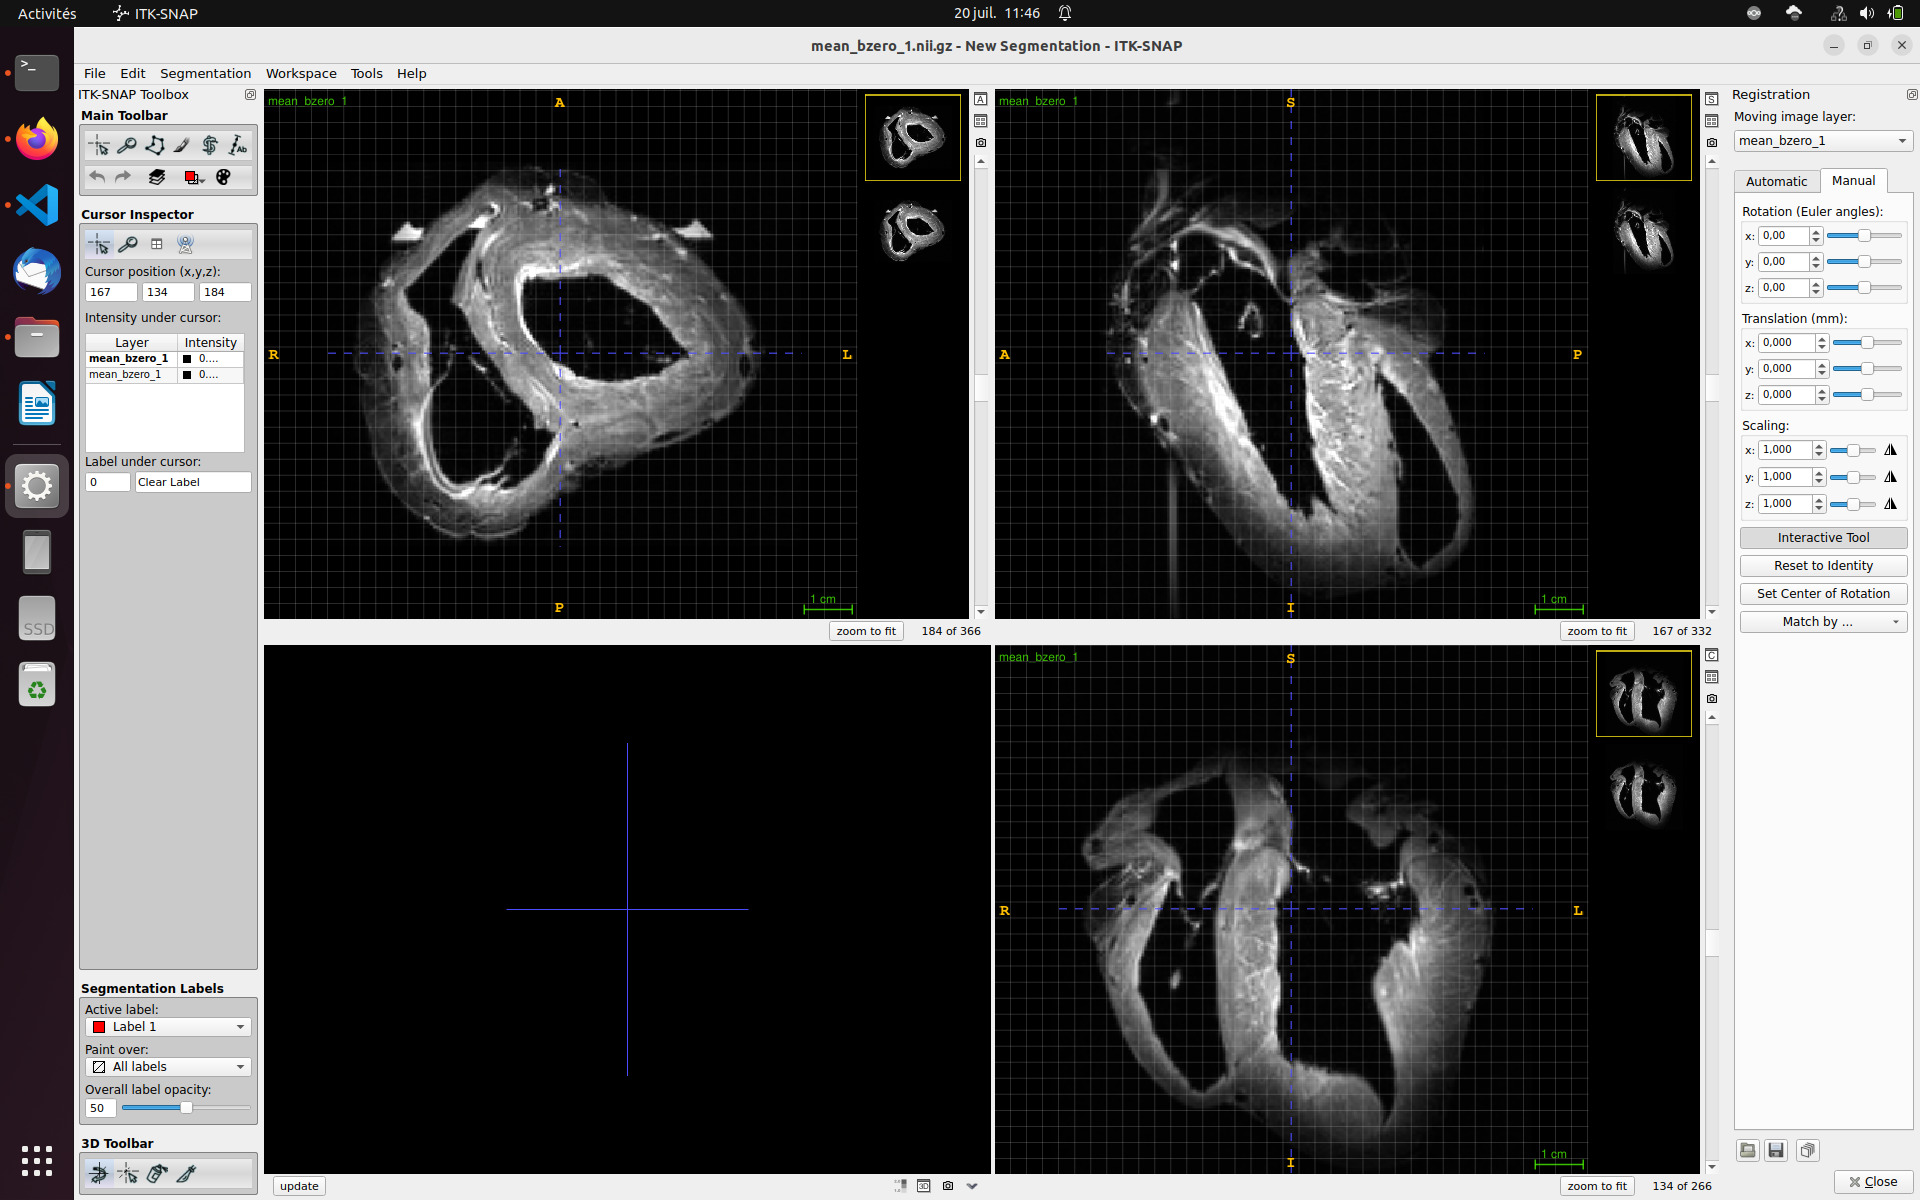 Activités
ITK-SNAP
20 juil. 11:46
mean_bzero_1.nii.gz - New Segmentation - ITK-SNAP
File Edit Segmentation Workspace Tools Help
ITK-SNAP Toolbox
Main Toolbar
Cursor Inspector
Cursor position (x,y,z):
167 134 184
Intensity under cursor:
Layer Intensity
mean_bzero_1 0....
mean_bzero_1 0....
Label under cursor:
0 Clear Label
Segmentation Labels
Active label:
Label 1
Paint over:
All labels
Overall label opacity:
50
3D Toolbar
SSD
mean_bzero_1
A
R
L
P
1 cm
zoom to fit 184 of 366
A
mean_bzero_1
S
A
P
I
1 cm
zoom to fit 167 of 332
S
update
3D
mean_bzero_1
S
R
L
I
1 cm
zoom to fit 134 of 266
C
Registration
Moving image layer:
mean_bzero_1
Automatic Manual
Rotation (Euler angles):
x: 0,00
y: 0,00
z: 0,00
Translation (mm):
x: 0,000
y: 0,000
z: 0,000
Scaling:
x: 1,000
y: 1,000
z: 1,000
Interactive Tool
Reset to Identity
Set Center of Rotation
Match by ...
Close